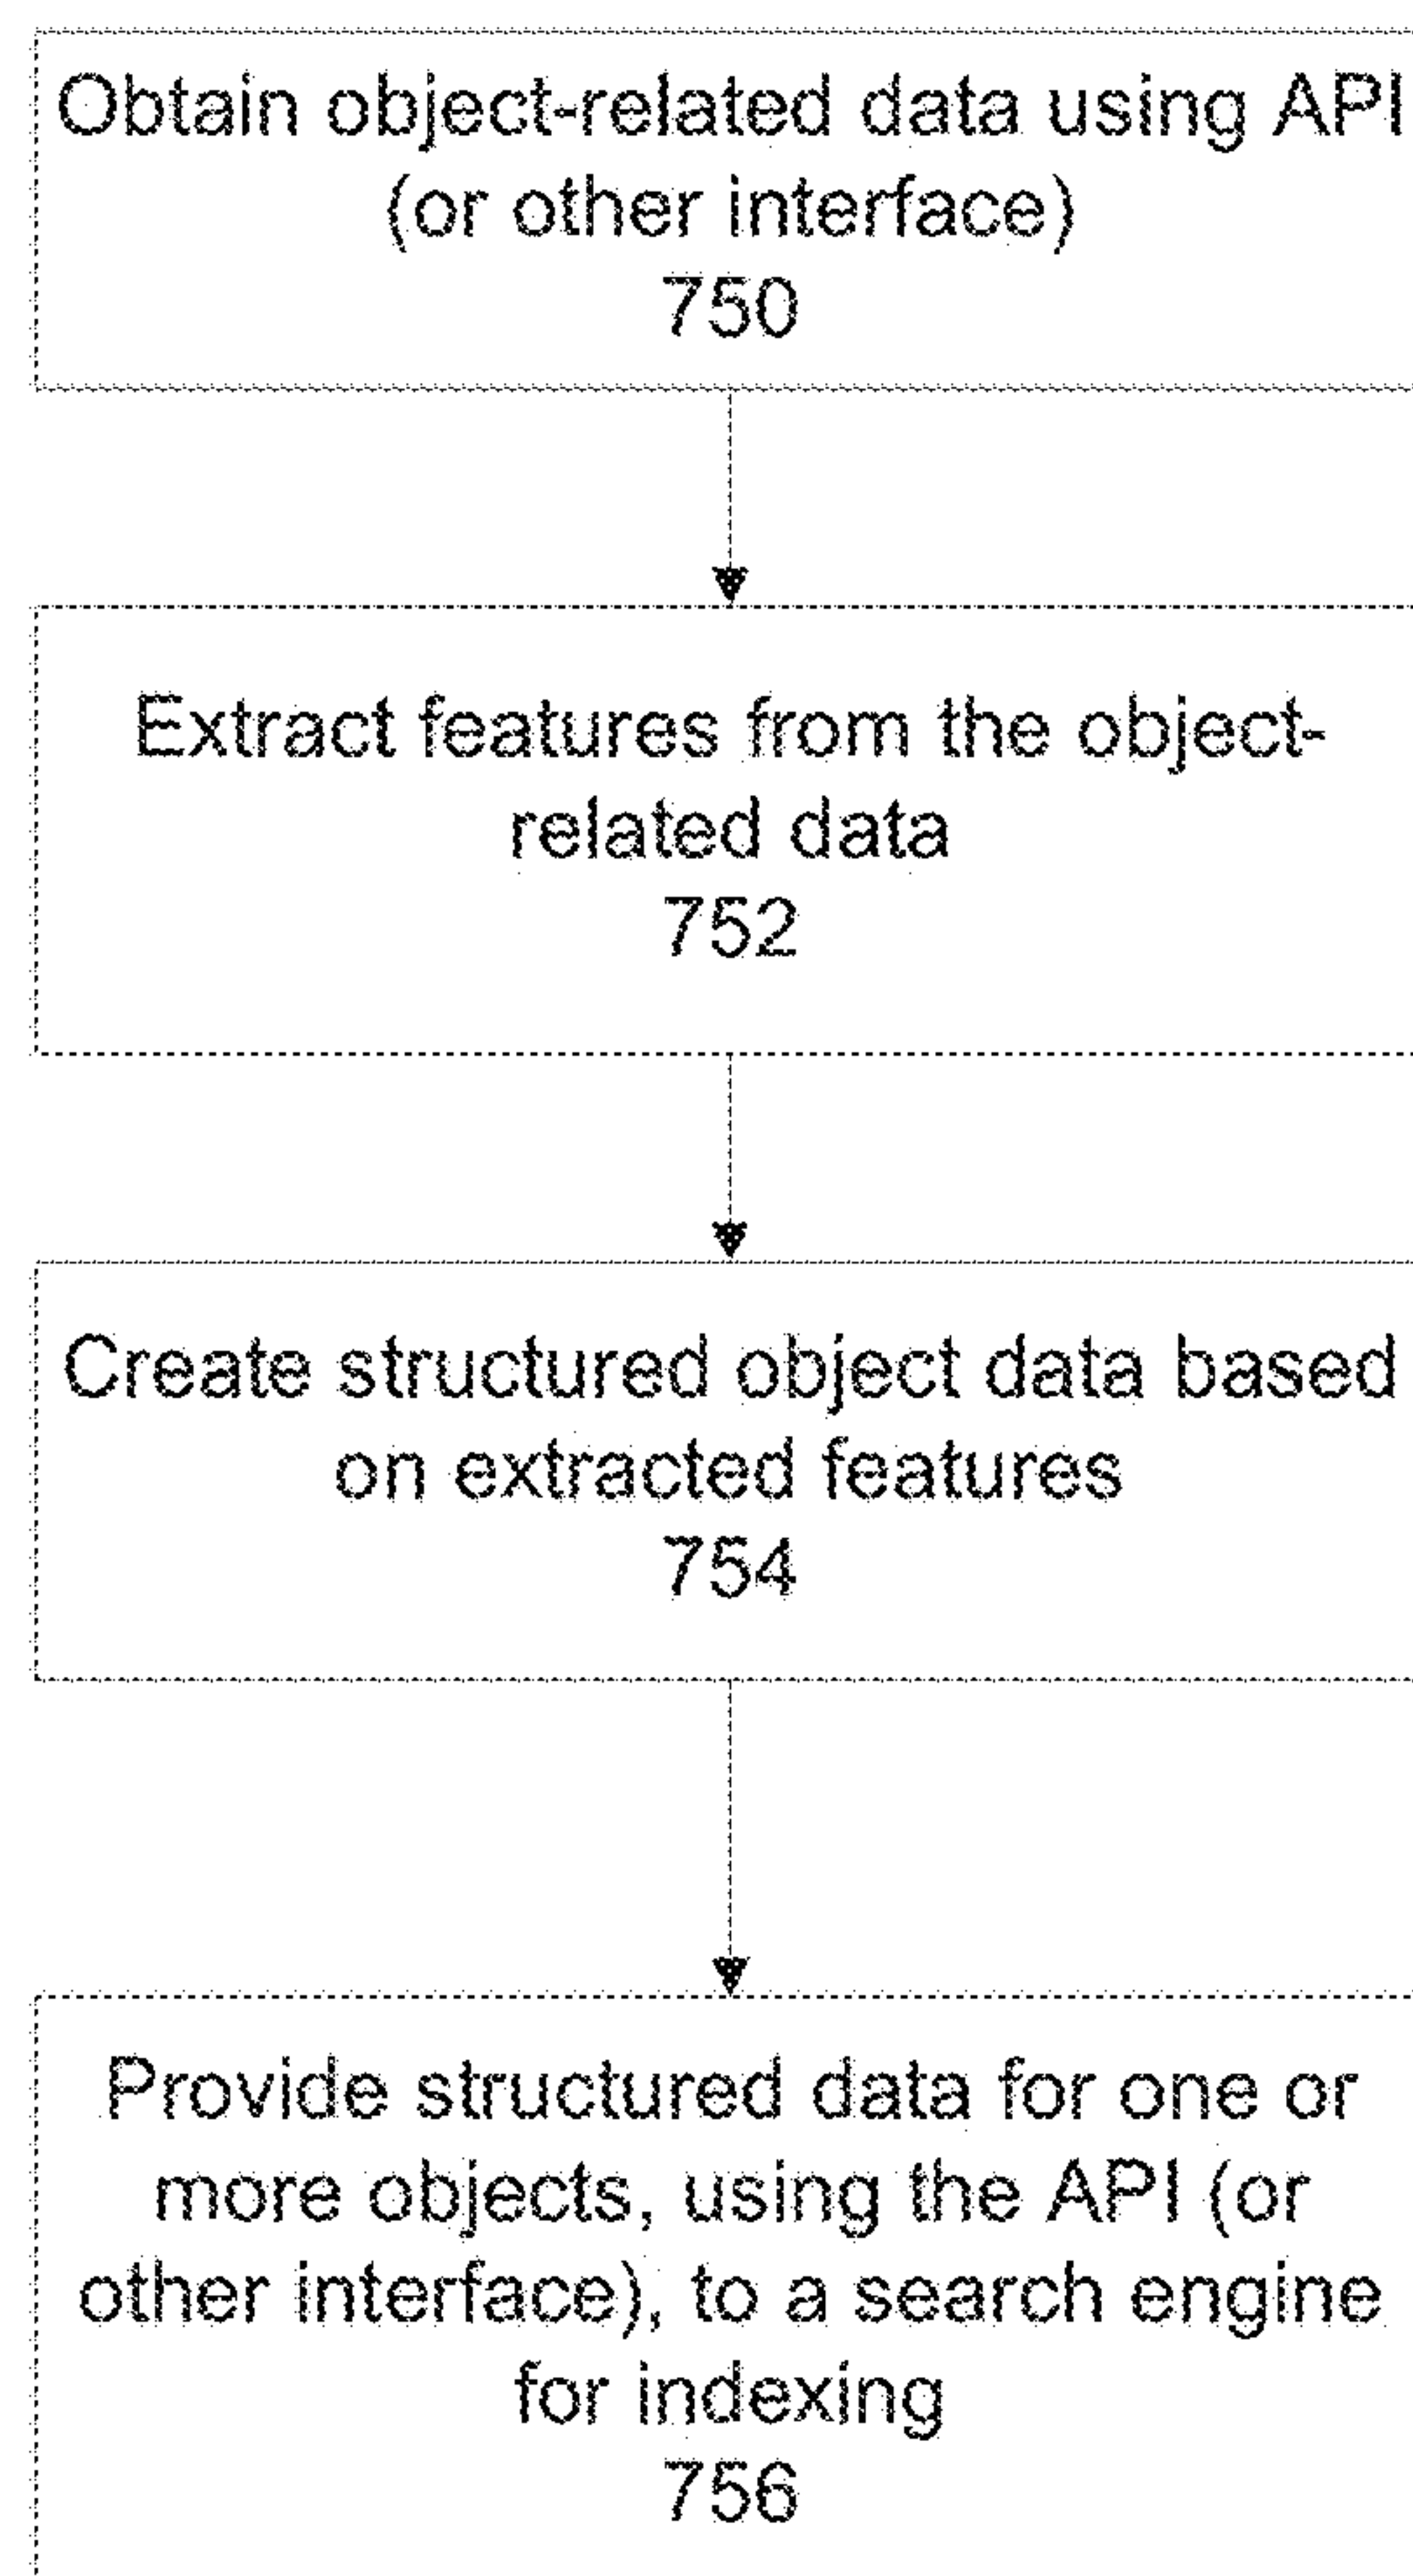 Obtain object-related data using API
(or other interface)
750
Extract features from the object-
related data
752
Create structured object data based
on extracted features
754
Provide structured data for one or
more objects, using the API (or
other interface), to a search engine
for indexing
756